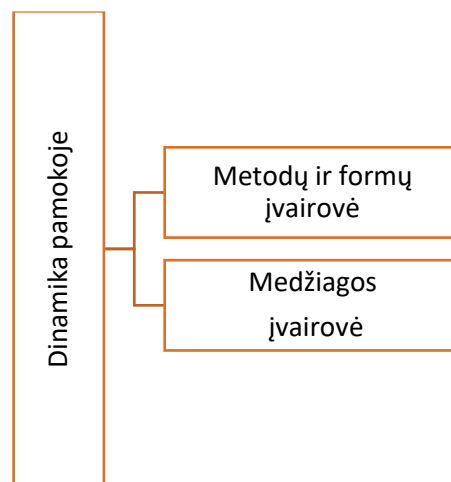 Dinamika pamokoje
Metodų ir formų
įvairovė
Medžiagos
įvairovė